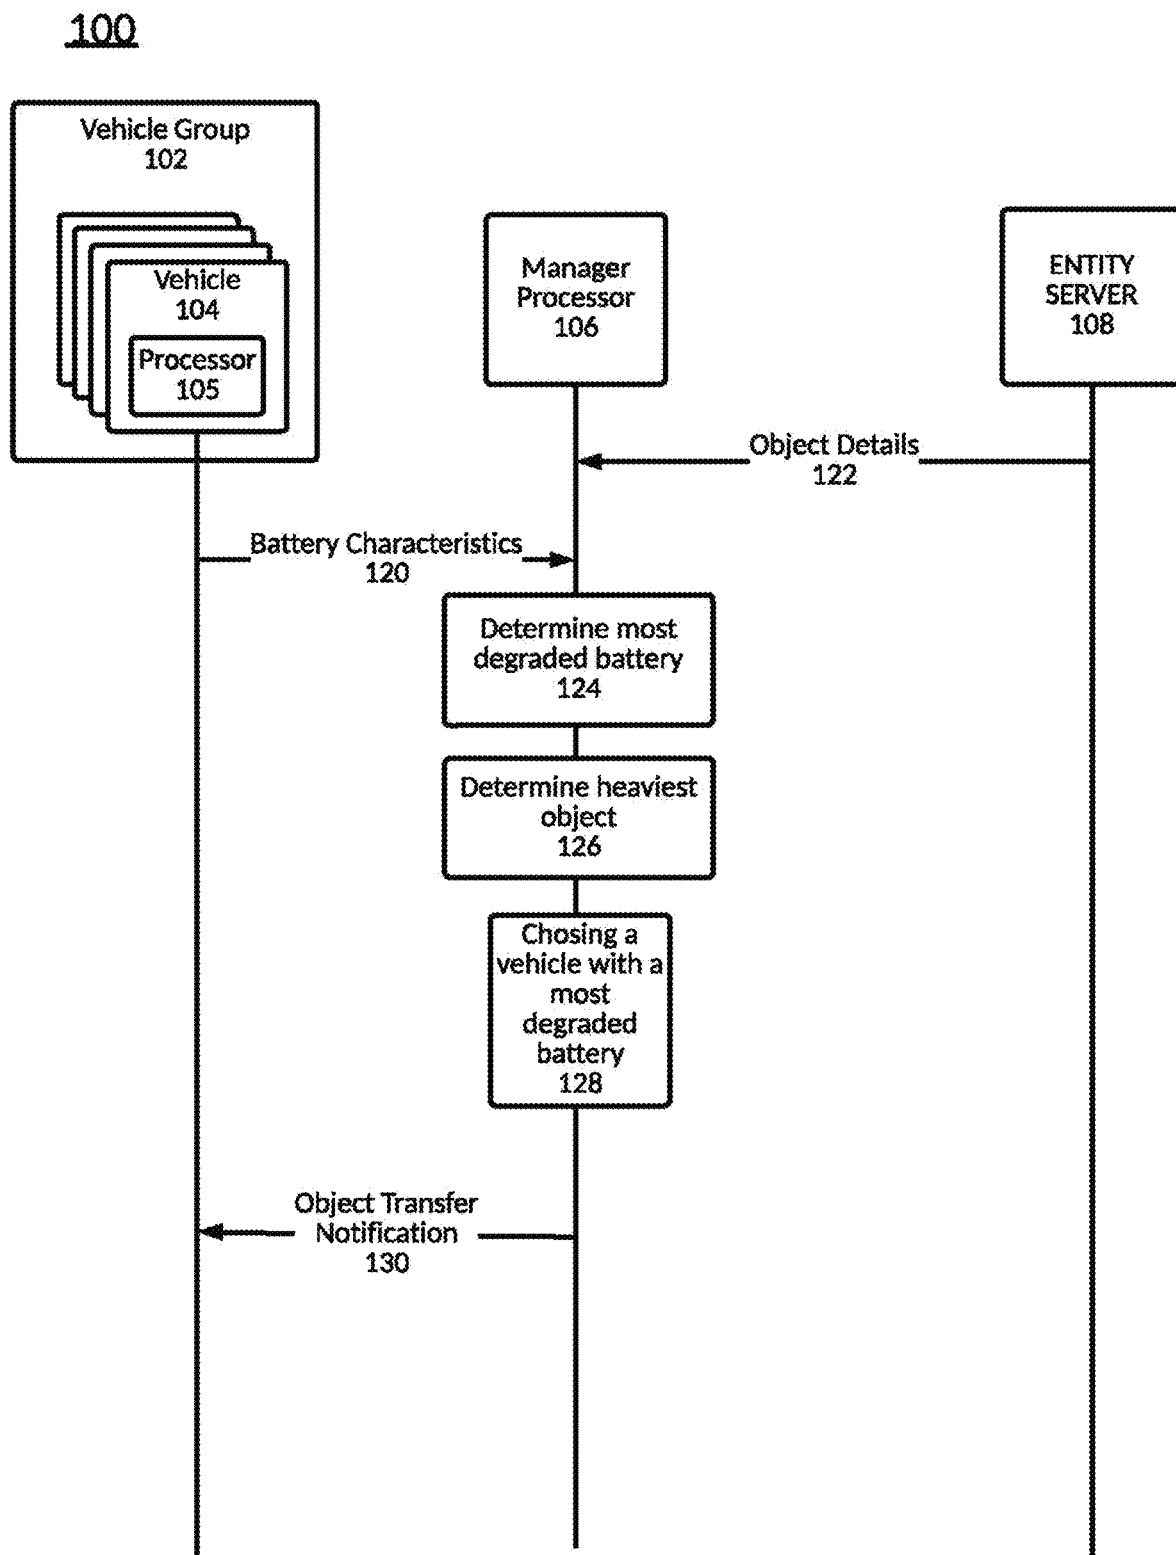 100
Vehicle Group
102
Vehicle
104
Processor
105
Manager
Processor
106
ENTITY
SERVER
108
Object Details
122
Battery Characteristics
120
Determine most
degraded battery
124
Determine heaviest
object
126
Chosing a
vehicle with a
most
degraded
battery
128
Object Transfer
Notification
130